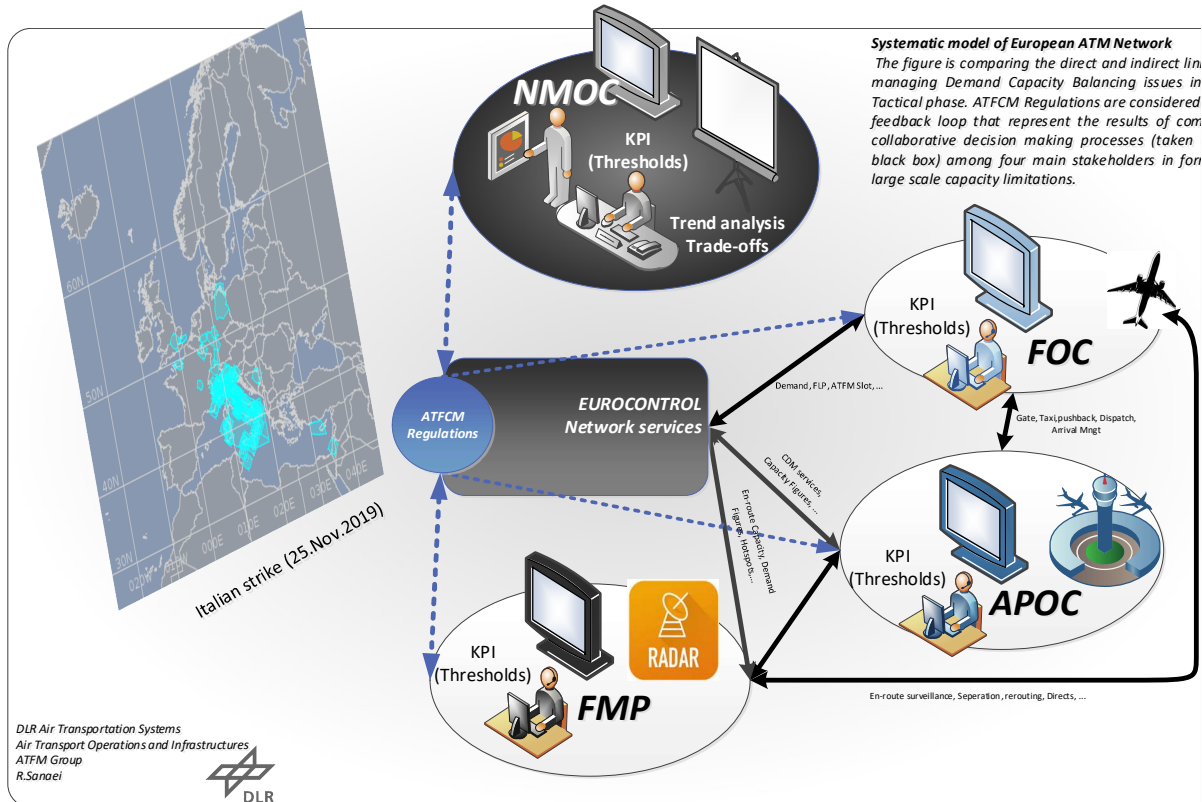 Systematic model of European ATM Network
The figure is comparing the direct and indirect lin
managing Demand Capacity Balancing issues in
Tactical phase. ATFCM Regulations are considered
feedback loop that represent the results of com
collaborative decision making processes (taken
black box) among four main stakeholders in for
large scale capacity limitations.
NMOC
KPI
(Thresholds)
Trend analysis
Trade-offs
KPI
(Thresholds)
FOC
Demand, FLP, ATFM Slot, ...
EUROCONTROL
Network services
ATFCM
Regulations
Gate, Taxi,pushback, Dispatch,
Arrival Mngt
CDM services,
Capacity Figures, ...
En-route Capacity, Demand
Figures, Hotspots,...
KPI
(Thresholds)
APOC
KPI
(Thresholds)
RADAR
FMP
En-route surveillance, Seperation, rerouting, Directs, ...
60N
50N
40N
30N
020W
010W
000E
010E
020E
030E
040E
Italian strike (25.Nov.2019)
DLR Air Transportation Systems
Air Transport Operations and Infrastructures
ATFM Group
R.Sanaei
DLR